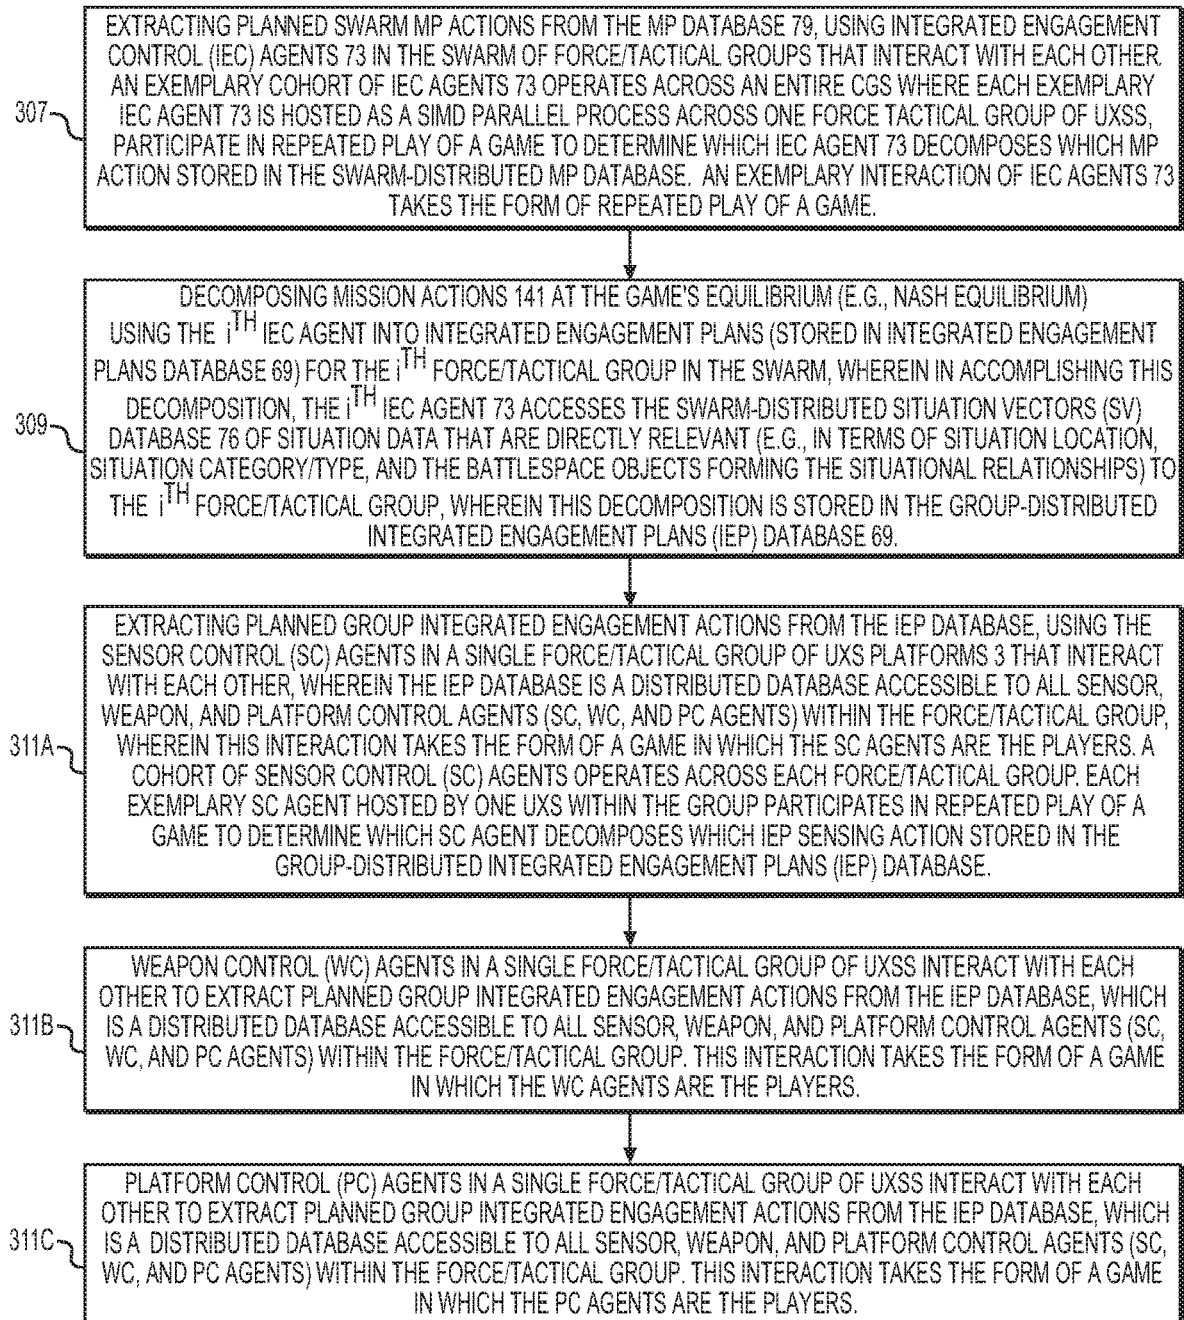 EXTRACTING PLANNED SWARM MP ACTIONS FROM THE MP DATABASE 79, USING INTEGRATED ENGAGEMENT
CONTROL (IEC) AGENTS 73 IN THE SWARM OF FORCE/TACTICAL GROUPS THAT INTERACT WITH EACH OTHER.
AN EXEMPLARY COHORT OF IEC AGENTS 73 OPERATES ACROSS AN ENTIRE CGS WHERE EACH EXEMPLARY
IEC AGENT 73 IS HOSTED AS A SIMD PARALLEL PROCESS ACROSS ONE FORCE TACTICAL GROUP OF UXSS,
PARTICIPATE IN REPEATED PLAY OF A GAME TO DETERMINE WHICH IEC AGENT 73 DECOMPOSES WHICH MP
ACTION STORED IN THE SWARM-DISTRIBUTED MP DATABASE. AN EXEMPLARY INTERACTION OF IEC AGENTS 73
TAKES THE FORM OF REPEATED PLAY OF A GAME.
307
DECOMPOSING MISSION ACTIONS 141 AT THE GAME'S EQUILIBRIUM (E.G., NASH EQUILIBRIUM)
USING THE iTH IEC AGENT INTO INTEGRATED ENGAGEMENT PLANS (STORED IN INTEGRATED ENGAGEMENT
PLANS DATABASE 69) FOR THE iTH FORCE/TACTICAL GROUP IN THE SWARM, WHEREIN IN ACCOMPLISHING THIS
DECOMPOSITION, THE iTH IEC AGENT 73 ACCESSES THE SWARM-DISTRIBUTED SITUATION VECTORS (SV)
DATABASE 76 OF SITUATION DATA THAT ARE DIRECTLY RELEVANT (E.G., IN TERMS OF SITUATION LOCATION,
SITUATION CATEGORY/TYPE, AND THE BATTLESPACE OBJECTS FORMING THE SITUATIONAL RELATIONSHIPS) TO
THE iTH FORCE/TACTICAL GROUP, WHEREIN THIS DECOMPOSITION IS STORED IN THE GROUP-DISTRIBUTED
INTEGRATED ENGAGEMENT PLANS (IEP) DATABASE 69.
309
EXTRACTING PLANNED GROUP INTEGRATED ENGAGEMENT ACTIONS FROM THE IEP DATABASE, USING THE
SENSOR CONTROL (SC) AGENTS IN A SINGLE FORCE/TACTICAL GROUP OF UXS PLATFORMS 3 THAT INTERACT
WITH EACH OTHER, WHEREIN THE IEP DATABASE IS A DISTRIBUTED DATABASE ACCESSIBLE TO ALL SENSOR,
WEAPON, AND PLATFORM CONTROL AGENTS (SC, WC, AND PC AGENTS) WITHIN THE FORCE/TACTICAL GROUP,
WHEREIN THIS INTERACTION TAKES THE FORM OF A GAME IN WHICH THE SC AGENTS ARE THE PLAYERS. A
COHORT OF SENSOR CONTROL (SC) AGENTS OPERATES ACROSS EACH FORCE/TACTICAL GROUP. EACH
EXEMPLARY SC AGENT HOSTED BY ONE UXS WITHIN THE GROUP PARTICIPATES IN REPEATED PLAY OF A
GAME TO DETERMINE WHICH SC AGENT DECOMPOSES WHICH IEP SENSING ACTION STORED IN THE
GROUP-DISTRIBUTED INTEGRATED ENGAGEMENT PLANS (IEP) DATABASE.
311A
WEAPON CONTROL (WC) AGENTS IN A SINGLE FORCE/TACTICAL GROUP OF UXSS INTERACT WITH EACH
OTHER TO EXTRACT PLANNED GROUP INTEGRATED ENGAGEMENT ACTIONS FROM THE IEP DATABASE, WHICH
IS A DISTRIBUTED DATABASE ACCESSIBLE TO ALL SENSOR, WEAPON, AND PLATFORM CONTROL AGENTS (SC,
WC, AND PC AGENTS) WITHIN THE FORCE/TACTICAL GROUP. THIS INTERACTION TAKES THE FORM OF A GAME
IN WHICH THE WC AGENTS ARE THE PLAYERS.
311B
PLATFORM CONTROL (PC) AGENTS IN A SINGLE FORCE/TACTICAL GROUP OF UXSS INTERACT WITH EACH
OTHER TO EXTRACT PLANNED GROUP INTEGRATED ENGAGEMENT ACTIONS FROM THE IEP DATABASE, WHICH
IS A DISTRIBUTED DATABASE ACCESSIBLE TO ALL SENSOR, WEAPON, AND PLATFORM CONTROL AGENTS (SC,
WC, AND PC AGENTS) WITHIN THE FORCE/TACTICAL GROUP. THIS INTERACTION TAKES THE FORM OF A GAME
IN WHICH THE PC AGENTS ARE THE PLAYERS.
311C